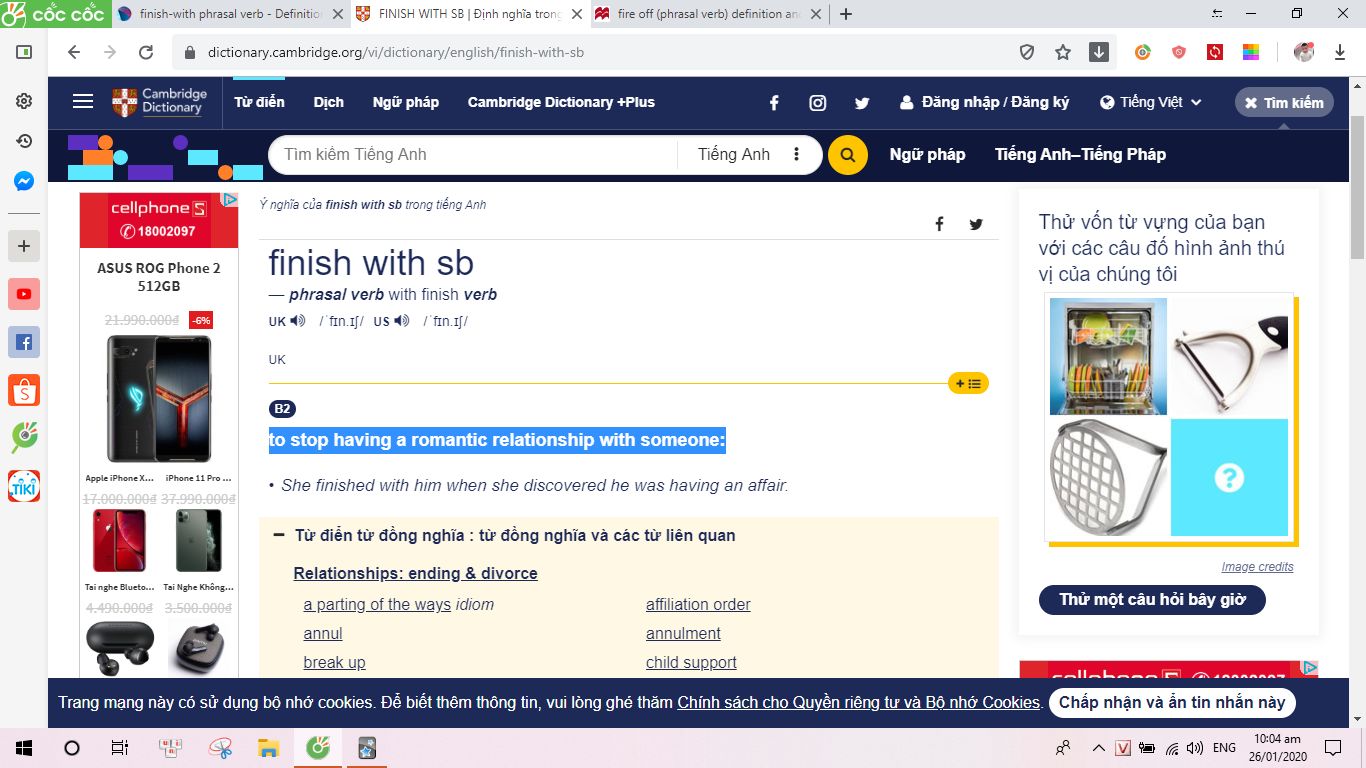 cốc cốc
finish-with phrasal verb - Definition
FINISH WITH SB | Định nghĩa trong
fire off (phrasal verb) definition and
dictionary.cambridge.org/vi/dictionary/english/finish-with-sb
Cambridge Dictionary
Từ điển Dịch Ngữ pháp Cambridge Dictionary +Plus Đăng nhập / Đăng ký Tiếng Việt Tìm kiếm
Tìm kiếm Tiếng Anh Tiếng Anh Ngữ pháp Tiếng Anh–Tiếng Pháp
cellphoneS
18002097
ASUS ROG Phone 2
512GB
21.990.000₫ -6%
Apple iPhone X... iPhone 11 Pro ...
17.000.000₫ 37.990.000₫
Tai nghe Blueto... Tai Nghe Không...
4.490.000₫ 3.500.000₫
Ý nghĩa của finish with sb trong tiếng Anh
finish with sb
— phrasal verb with finish verb
UK /ˈfɪn.ɪʃ/ US /ˈfɪn.ɪʃ/
UK
B2
to stop having a romantic relationship with someone:
• She finished with him when she discovered he was having an affair.
Từ điển từ đồng nghĩa : từ đồng nghĩa và các từ liên quan
Relationships: ending & divorce
a parting of the ways idiom affiliation order
annul annulment
break up child support
Thử vốn từ vựng của bạn
với các câu đố hình ảnh thú
vị của chúng tôi
?
Image credits
Thử một câu hỏi bây giờ
cellphoneS 18002097
Trang mạng này có sử dụng bộ nhớ cookies. Để biết thêm thông tin, vui lòng ghé thăm Chính sách cho Quyền riêng tư và Bộ nhớ Cookies. Chấp nhận và ẩn tin nhắn này
TIKI
ENG
10:04 am
26/01/2020